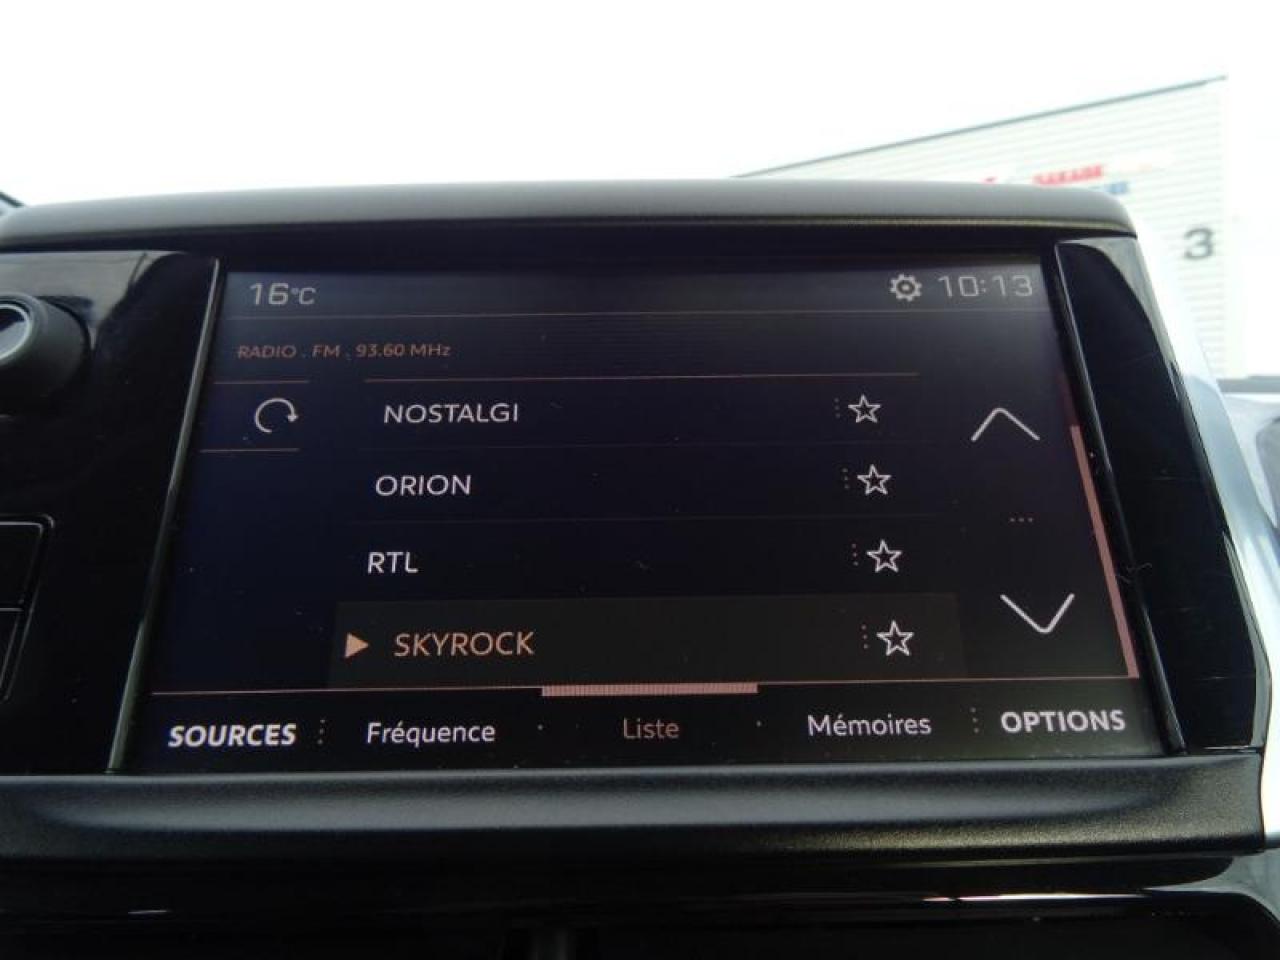 3
16°C
10:13
RADIO . FM . 93.60 MHz
NOSTALGI
ORION
RTL
SKYROCK
SOURCES
Fréquence
Liste
Mémoires
OPTIONS